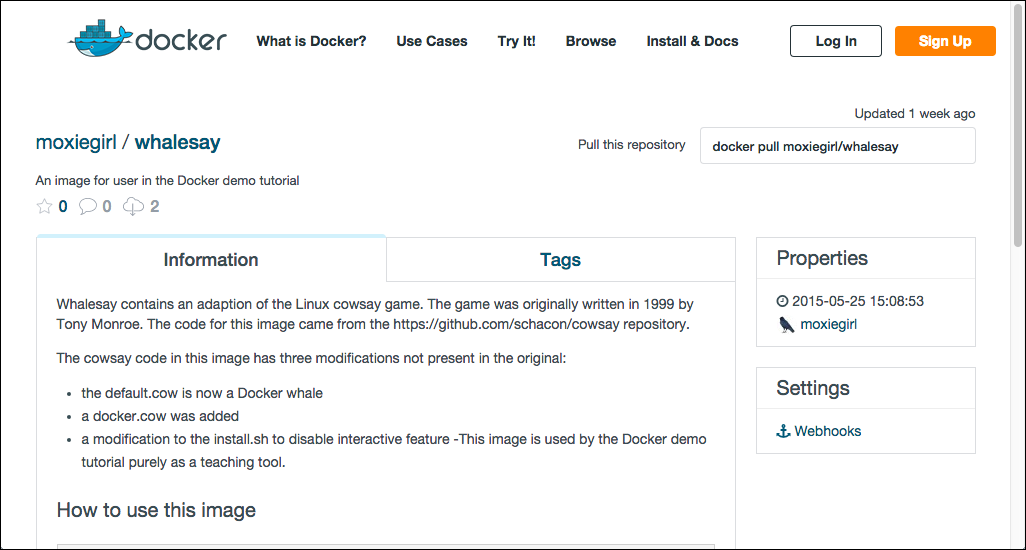 docker What is Docker? Use Cases Try It! Browse Install & Docs Log In Sign Up
Updated 1 week ago
moxiegirl / whalesay
Pull this repository docker pull moxiegirl/whalesay
An image for user in the Docker demo tutorial
0 0 2
Information Tags
Whalesay contains an adaption of the Linux cowsay game. The game was originally written in 1999 by
Tony Monroe. The code for this image came from the https://github.com/schacon/cowsay repository.
The cowsay code in this image has three modifications not present in the original:
• the default.cow is now a Docker whale
• a docker.cow was added
• a modification to the install.sh to disable interactive feature -This image is used by the Docker demo
tutorial purely as a teaching tool.
How to use this image
Properties
2015-05-25 15:08:53
moxiegirl
Settings
Webhooks